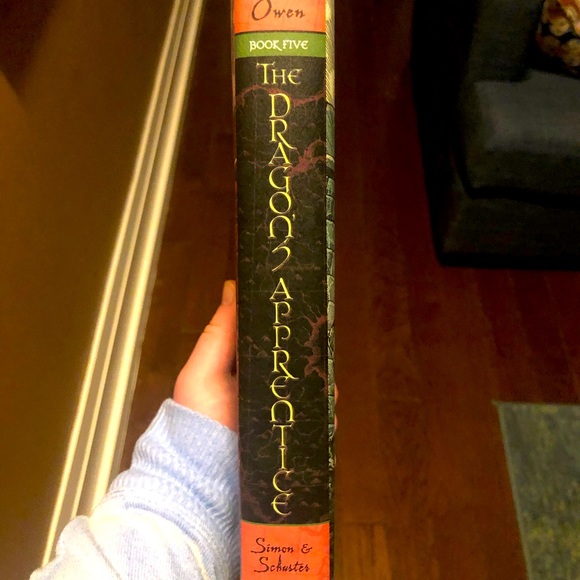 Owen
BOOK FIVE
THE
DRAGON'S APPRENTICE
Simon &
Schuster